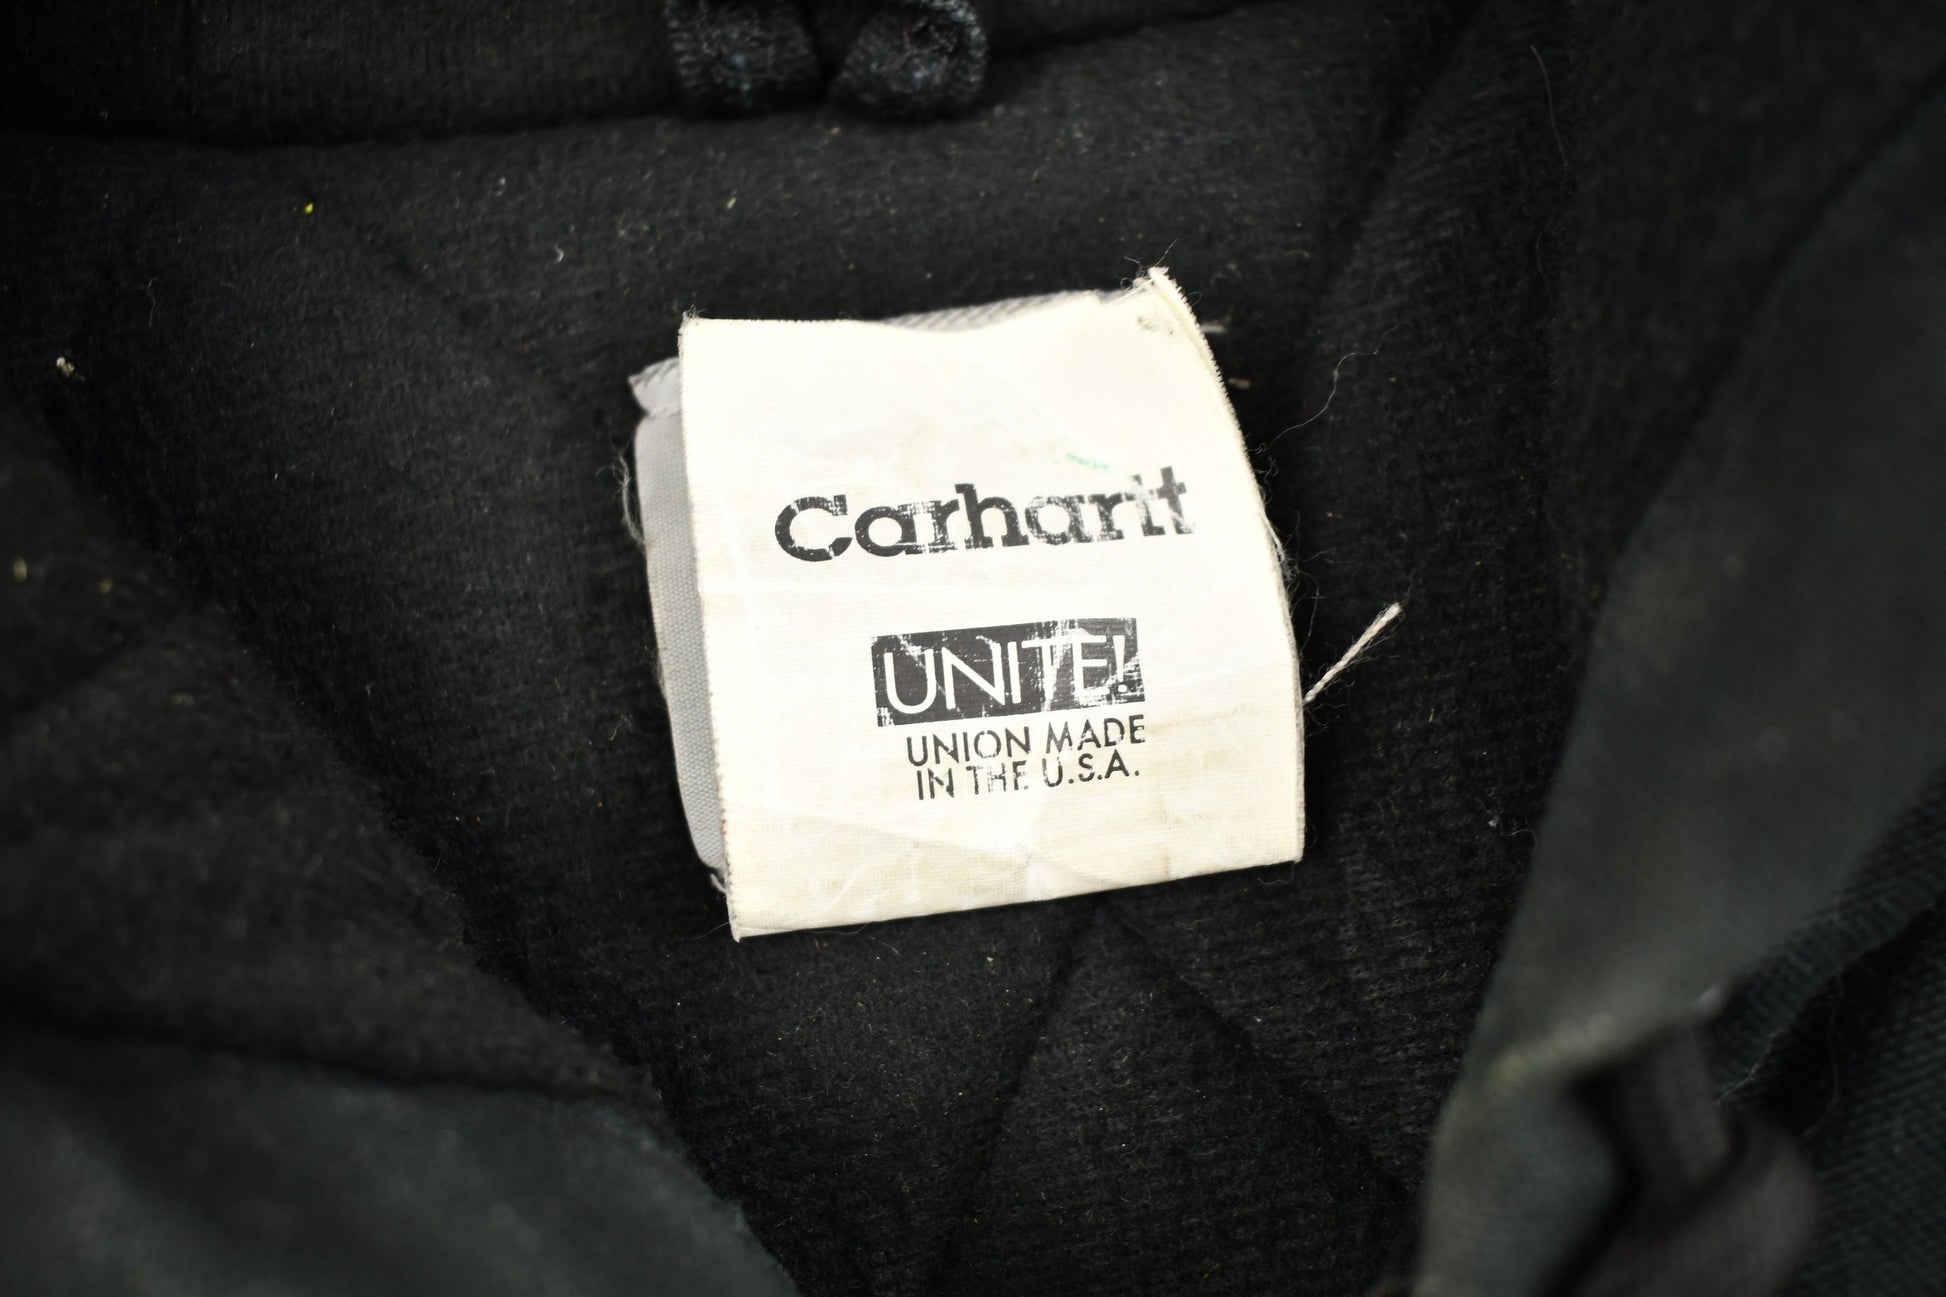 Carhartt
UNITE!
UNION MADE
IN THE U.S.A.